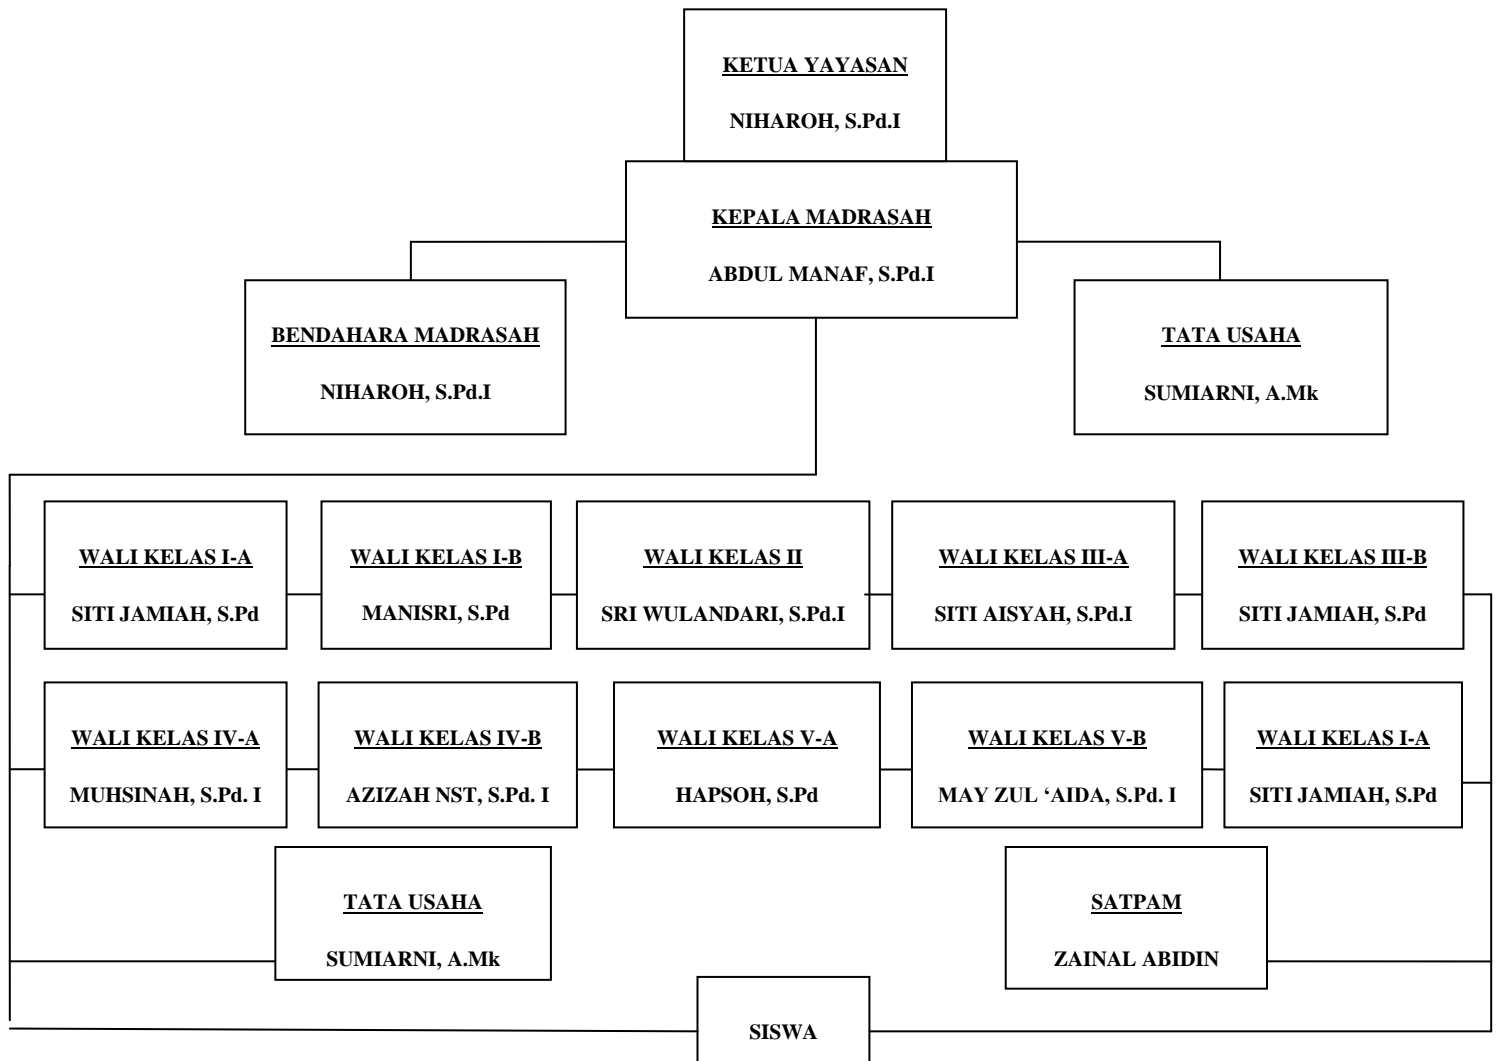 KETUA YAYASAN
NIHAROH, S.Pd.I
KEPALA MADRASAH
ABDUL MANAF, S.Pd.I
BENDAHARA MADRASAH
NIHAROH, S.Pd.I
TATA USAHA
SUMIARNI, A.Mk
WALI KELAS I-A
SITI JAMIAH, S.Pd
WALI KELAS I-B
MANISRI, S.Pd
WALI KELAS II
SRI WULANDARI, S.Pd.I
WALI KELAS III-A
SITI AISYAH, S.Pd.I
WALI KELAS III-B
SITI JAMIAH, S.Pd
WALI KELAS IV-A
MUHSINAH, S.Pd. I
WALI KELAS IV-B
AZIZAH NST, S.Pd. I
WALI KELAS V-A
HAPSOH, S.Pd
WALI KELAS V-B
MAY ZUL ‘AIDA, S.Pd. I
WALI KELAS I-A
SITI JAMIAH, S.Pd
TATA USAHA
SUMIARNI, A.Mk
SATPAM
ZAINAL ABIDIN
SISWA